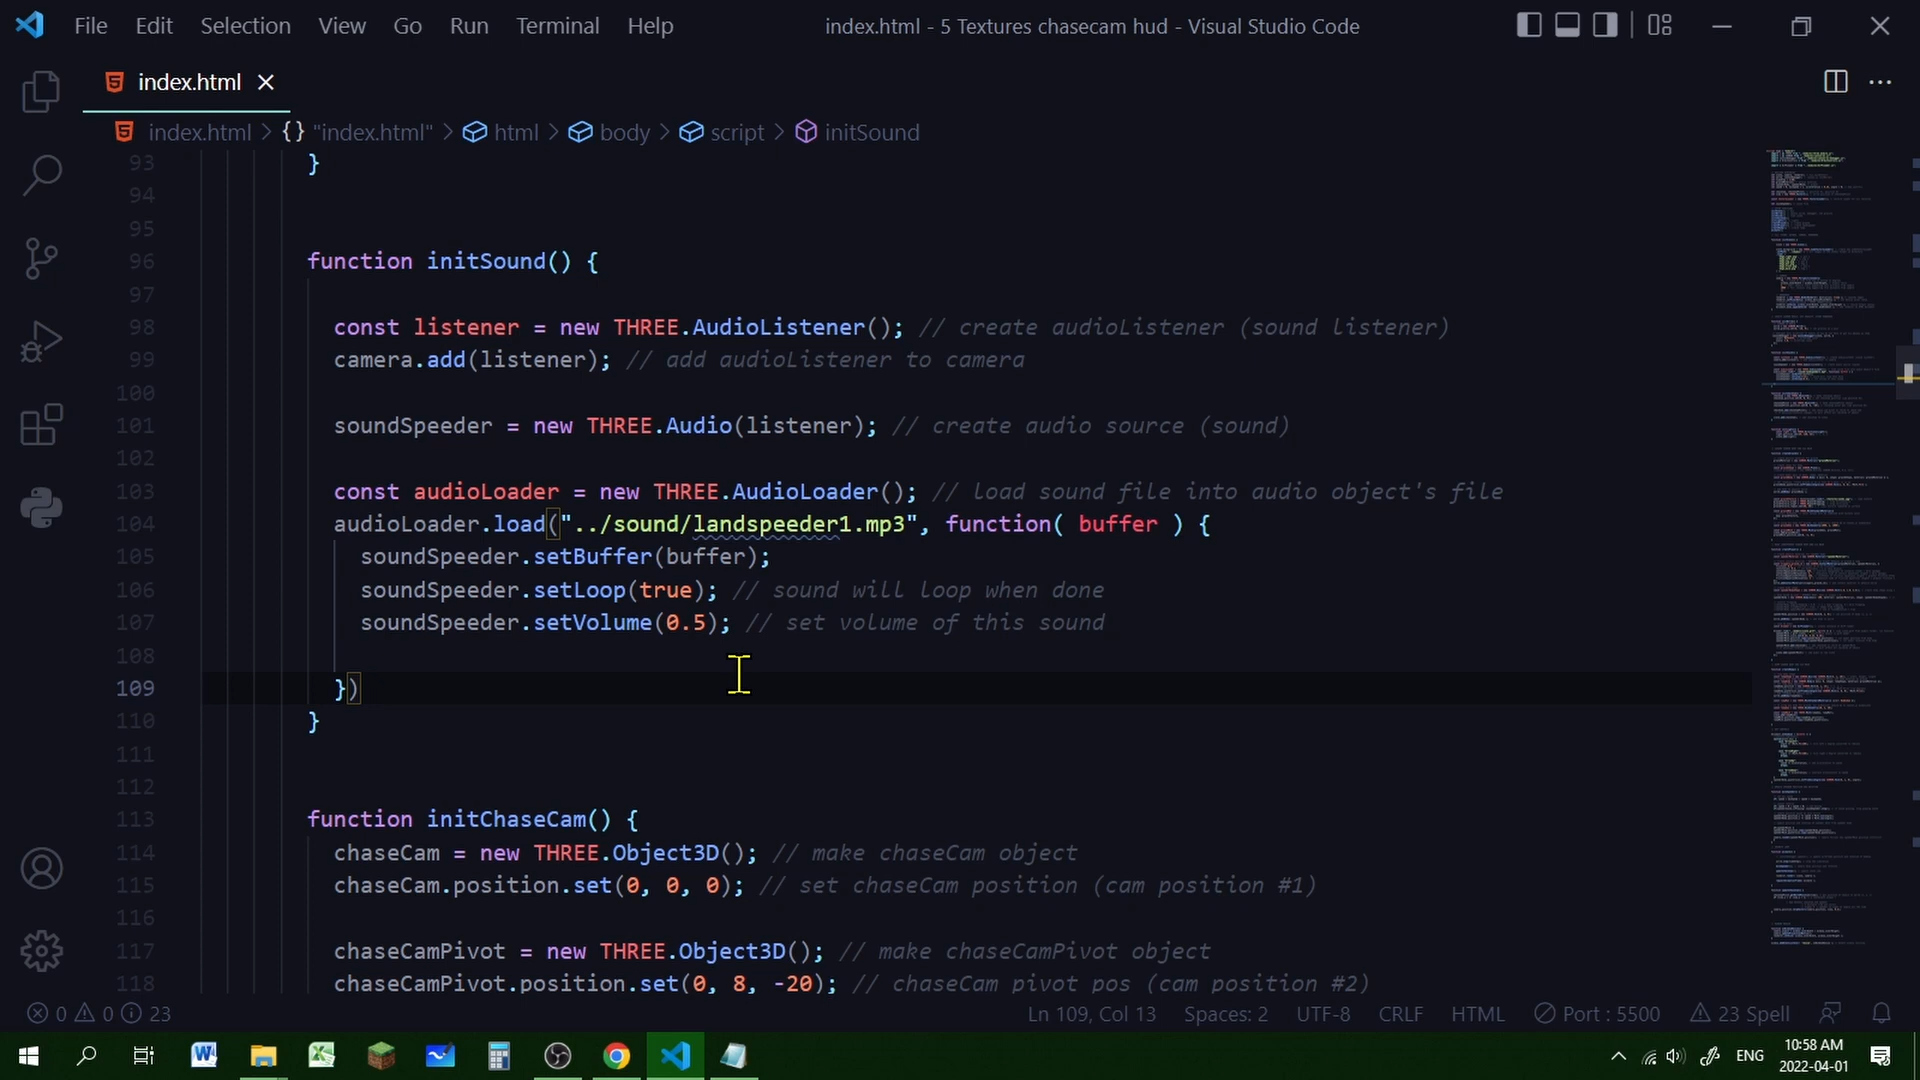 File Edit Selection View Go Run Terminal Help index.html - 5 Textures chasecam hud - Visual Studio Code
index.html
index.html > {} "index.html" > html > body > script > initSound
93 }
94
95
96 function initSound() {
97
98 const listener = new THREE.AudioListener(); // create audioListener (sound listener)
99 camera.add(listener); // add audioListener to camera
100
101 soundSpeeder = new THREE.Audio(listener); // create audio source (sound)
102
103 const audioLoader = new THREE.AudioLoader(); // load sound file into audio object's file
104 audioLoader.load("../sound/landspeeder1.mp3", function( buffer ) {
105 soundSpeeder.setBuffer(buffer);
106 soundSpeeder.setLoop(true); // sound will loop when done
107 soundSpeeder.setVolume(0.5); // set volume of this sound
108
109 })
110 }
111
112
113 function initChaseCam() {
114 chaseCam = new THREE.Object3D(); // make chaseCam object
115 chaseCam.position.set(0, 0, 0); // set chaseCam position (cam position #1)
116
117 chaseCamPivot = new THREE.Object3D(); // make chaseCamPivot object
118 chaseCamPivot.position.set(0, 8, -20); // chaseCam pivot pos (cam position #2)
0 0 23 Ln 109, Col 13 Spaces: 2 UTF-8 CRLF HTML Port : 5500 23 Spell
ENG 10:58 AM
2022-04-01